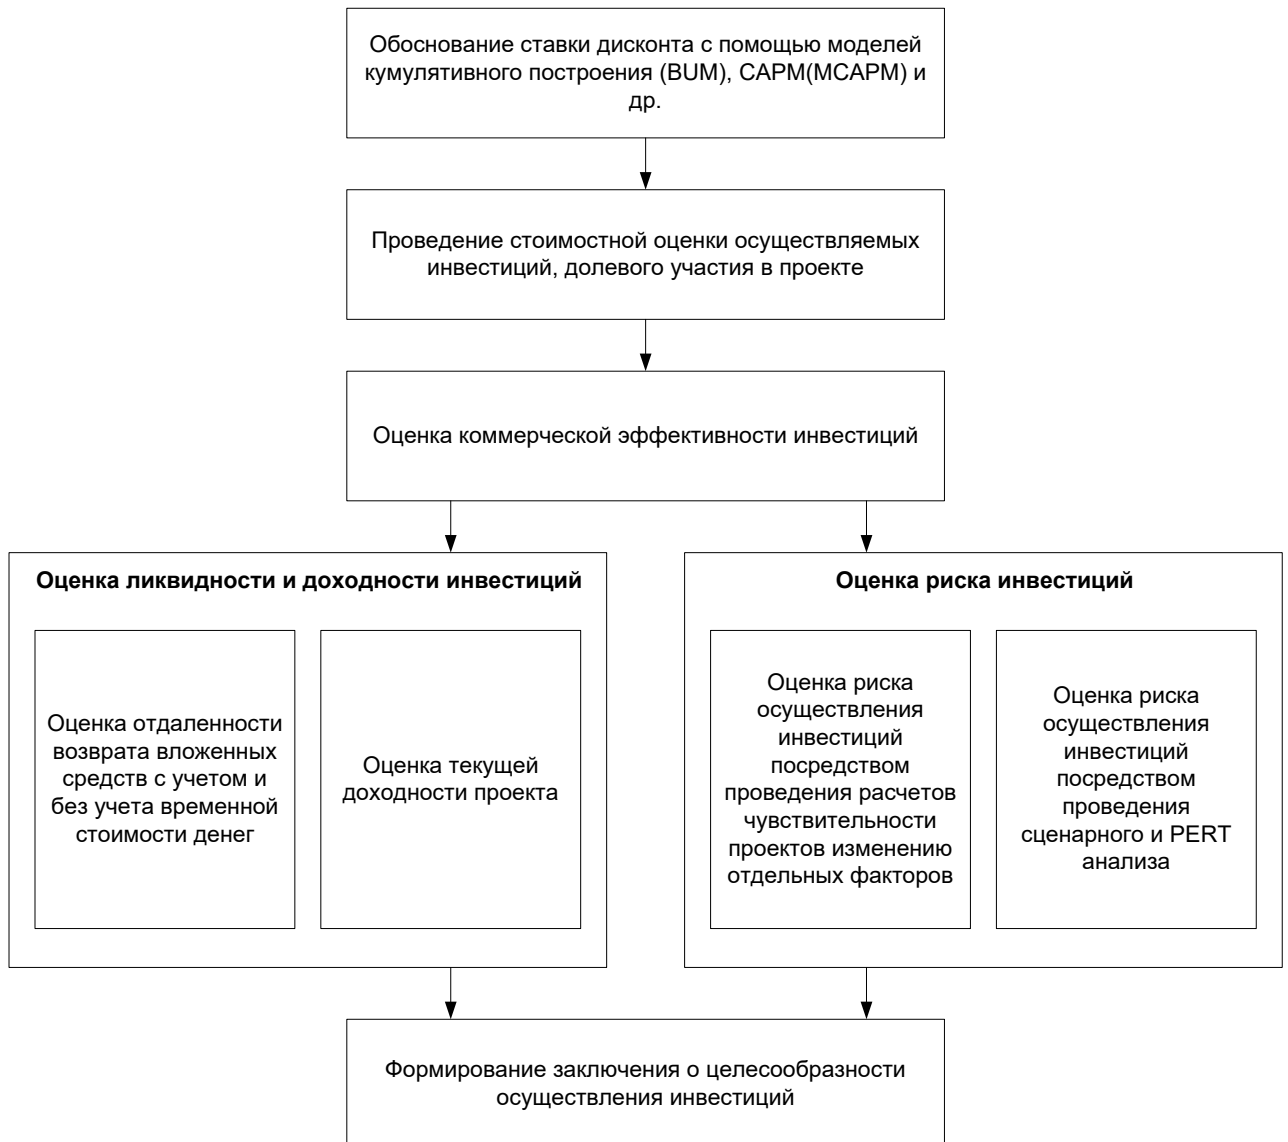 Обоснование ставки дисконта с помощью моделей
кумулятивного построения (BUM), CAPM(MCAPM) и
др.
Проведение стоимостной оценки осуществляемых
инвестиций, долевого участия в проекте
Оценка коммерческой эффективности инвестиций
Оценка ликвидности и доходности инвестиций
Оценка отдаленности
возврата вложенных
средств с учетом и
без учета временной
стоимости денег
Оценка текущей
доходности проекта
Оценка риска инвестиций
Оценка риска
осуществления
инвестиций
посредством
проведения расчетов
чувствительности
проектов изменению
отдельных факторов
Оценка риска
осуществления
инвестиций
посредством
проведения
сценарного и PERT
анализа
Формирование заключения о целесообразности
осуществления инвестиций